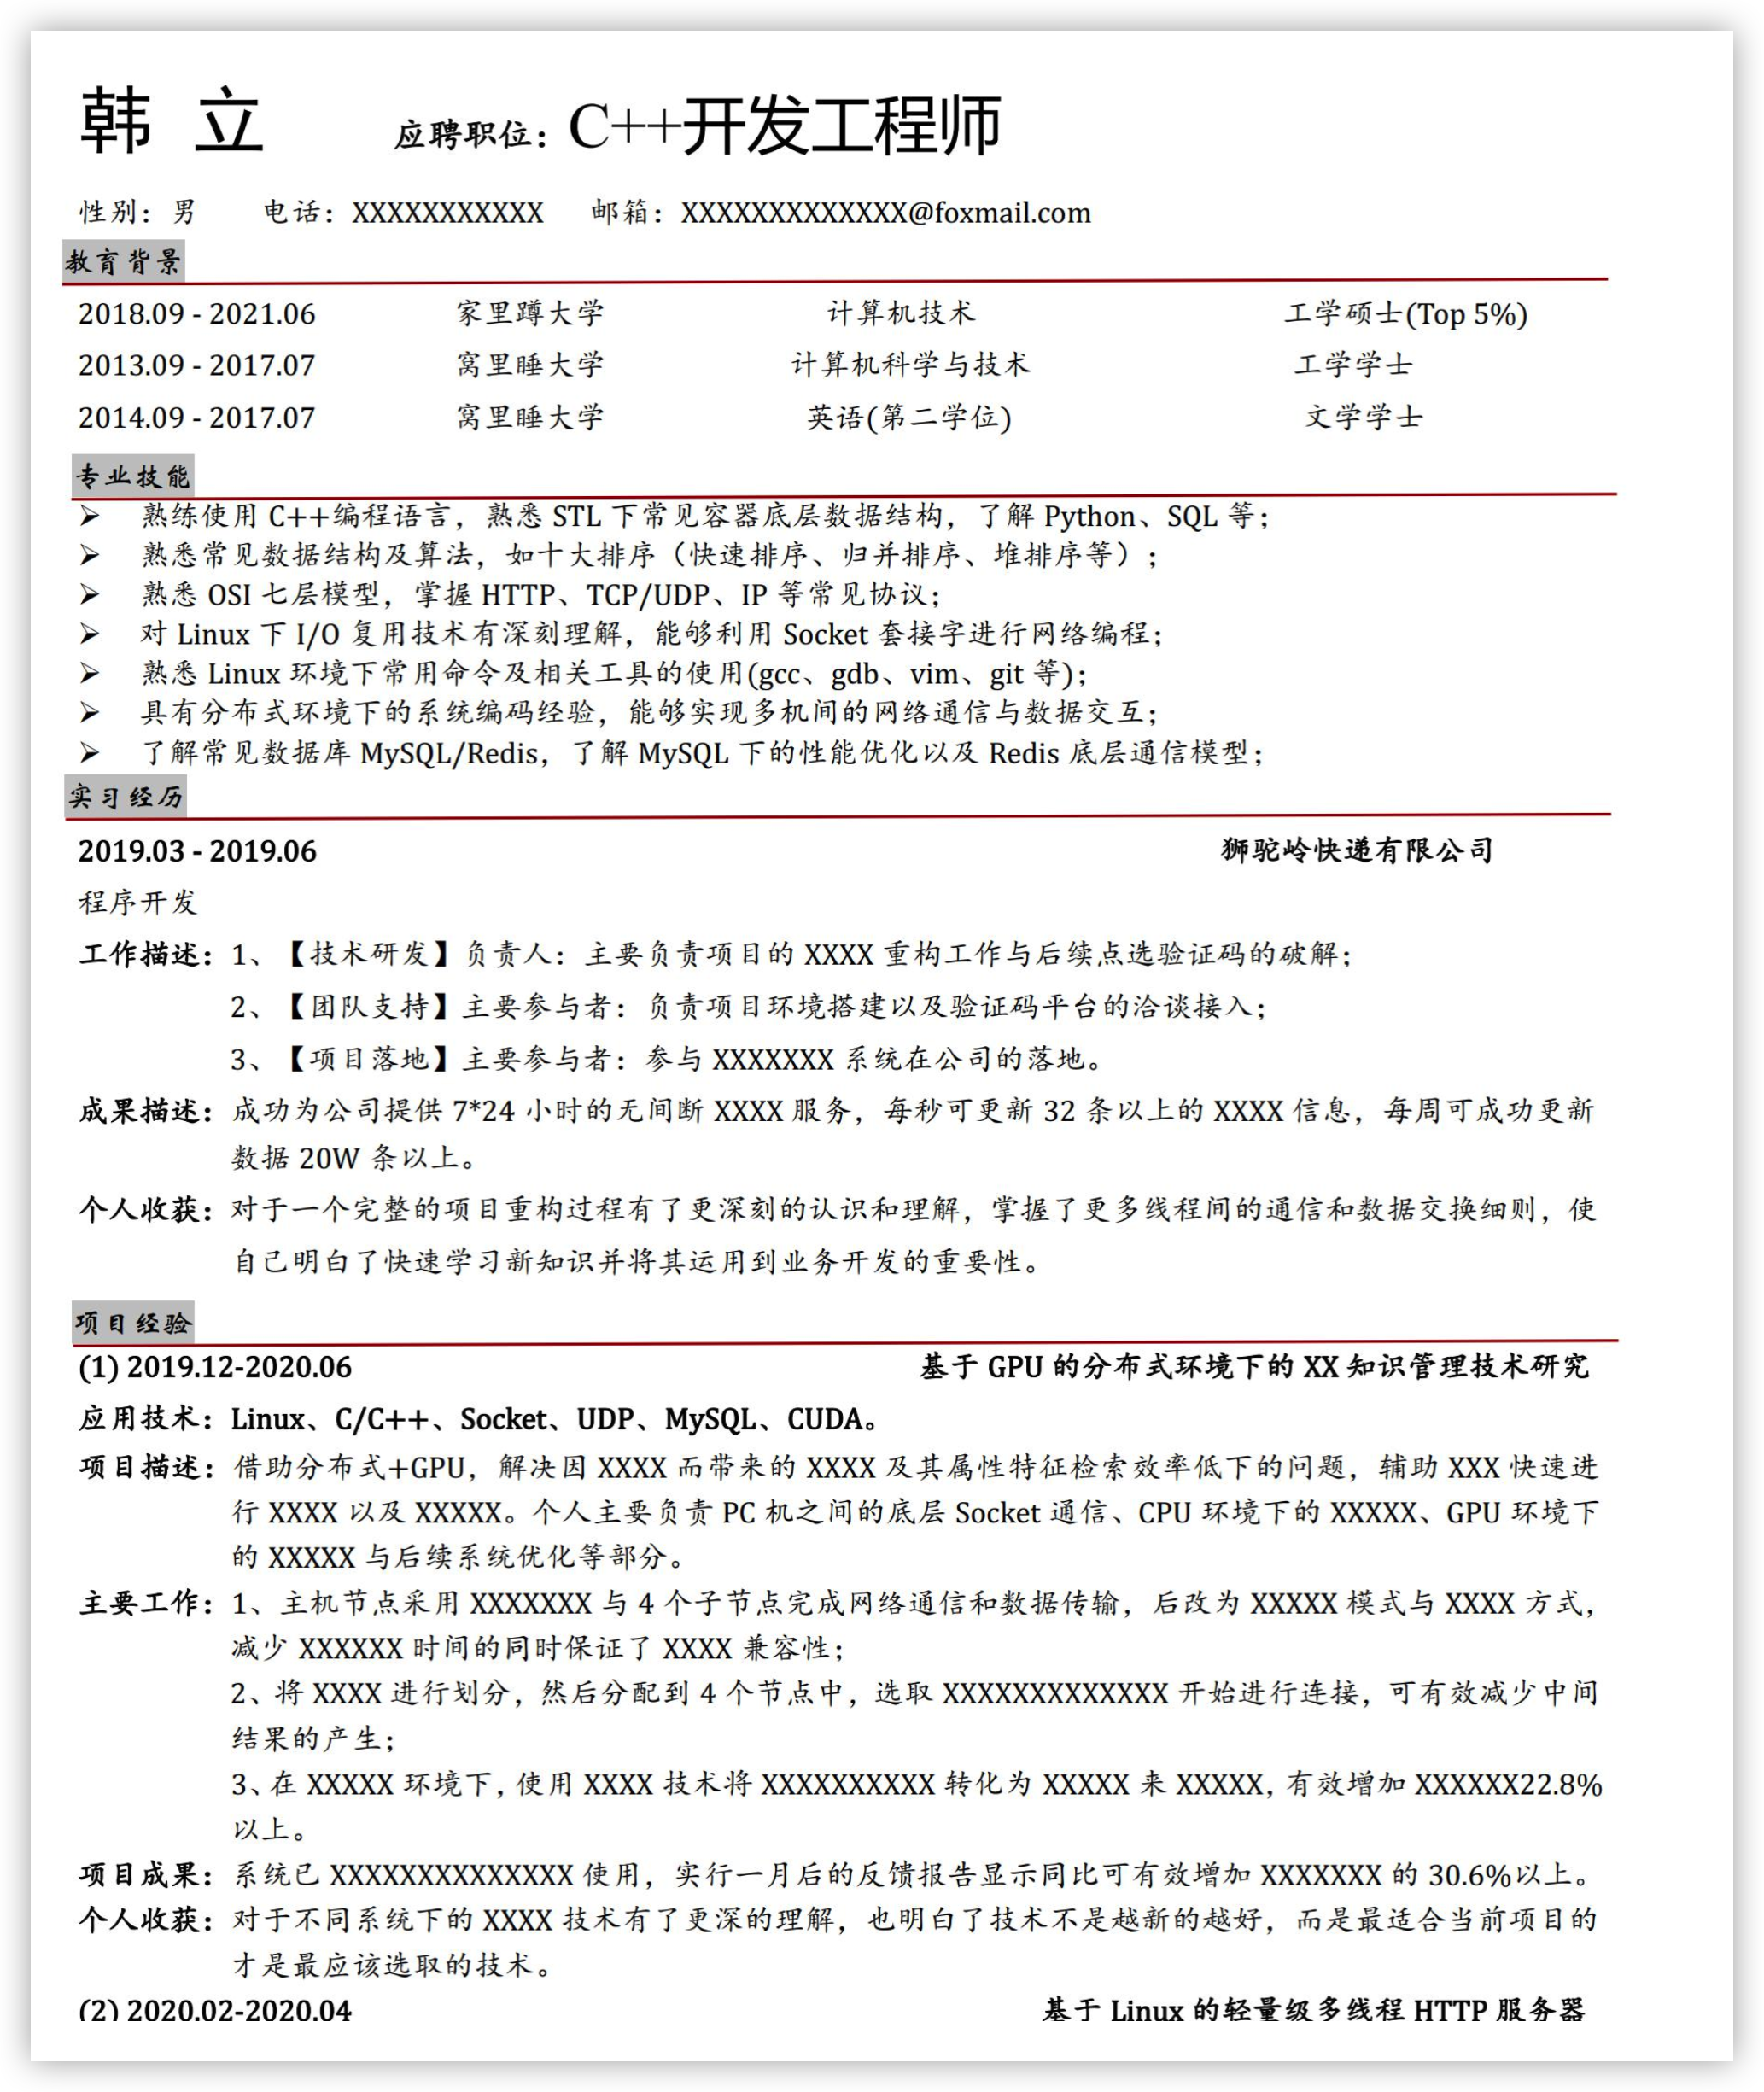 韩 立 应聘职位：C++开发工程师
性别：男 电话：XXXXXXXXXXX 邮箱：XXXXXXXXXXXXX@foxmail.com
教育背景
2018.09 - 2021.06 家里蹲大学 计算机技术 工学硕士(Top 5%)
2013.09 - 2017.07 窝里睡大学 计算机科学与技术 工学学士
2014.09 - 2017.07 窝里睡大学 英语(第二学位) 文学学士
专业技能
➢ 熟练使用 C++编程语言，熟悉 STL 下常见容器底层数据结构，了解 Python、SQL 等；
➢ 熟悉常见数据结构及算法，如十大排序（快速排序、归并排序、堆排序等）；
➢ 熟悉 OSI 七层模型，掌握 HTTP、TCP/UDP、IP 等常见协议；
➢ 对 Linux 下 I/O 复用技术有深刻理解，能够利用 Socket 套接字进行网络编程；
➢ 熟悉 Linux 环境下常用命令及相关工具的使用(gcc、gdb、vim、git 等)；
➢ 具有分布式环境下的系统编码经验，能够实现多机间的网络通信与数据交互；
➢ 了解常见数据库 MySQL/Redis，了解 MySQL 下的性能优化以及 Redis 底层通信模型；
实习经历
2019.03 - 2019.06 狮驼岭快递有限公司
程序开发
工作描述：1、【技术研发】负责人：主要负责项目的 XXXX 重构工作与后续点选验证码的破解；
2、【团队支持】主要参与者：负责项目环境搭建以及验证码平台的洽谈接入；
3、【项目落地】主要参与者：参与 XXXXXXX 系统在公司的落地。
成果描述：成功为公司提供 7*24 小时的无间断 XXXX 服务，每秒可更新 32 条以上的 XXXX 信息，每周可成功更新
数据 20W 条以上。
个人收获：对于一个完整的项目重构过程有了更深刻的认识和理解，掌握了更多线程间的通信和数据交换细则，使
自己明白了快速学习新知识并将其运用到业务开发的重要性。
项目经验
(1) 2019.12-2020.06 基于 GPU 的分布式环境下的 XX 知识管理技术研究
应用技术：Linux、C/C++、Socket、UDP、MySQL、CUDA。
项目描述：借助分布式+GPU，解决因 XXXX 而带来的 XXXX 及其属性特征检索效率低下的问题，辅助 XXX 快速进
行 XXXX 以及 XXXXX。个人主要负责 PC 机之间的底层 Socket 通信、CPU 环境下的 XXXXX、GPU 环境下
的 XXXXX 与后续系统优化等部分。
主要工作：1、主机节点采用 XXXXXXX 与 4 个子节点完成网络通信和数据传输，后改为 XXXXX 模式与 XXXX 方式，
减少 XXXXXX 时间的同时保证了 XXXX 兼容性；
2、将 XXXX 进行划分，然后分配到 4 个节点中，选取 XXXXXXXXXXXXX 开始进行连接，可有效减少中间
结果的产生；
3、在 XXXXX 环境下，使用 XXXX 技术将 XXXXXXXXXX 转化为 XXXXX 来 XXXXX，有效增加 XXXXXX22.8%
以上。
项目成果：系统已 XXXXXXXXXXXXXX 使用，实行一月后的反馈报告显示同比可有效增加 XXXXXXX 的 30.6%以上。
个人收获：对于不同系统下的 XXXX 技术有了更深的理解，也明白了技术不是越新的越好，而是最适合当前项目的
才是最应该选取的技术。
(2) 2020.02-2020.04 基于 Linux 的轻量级多线程 HTTP 服务器